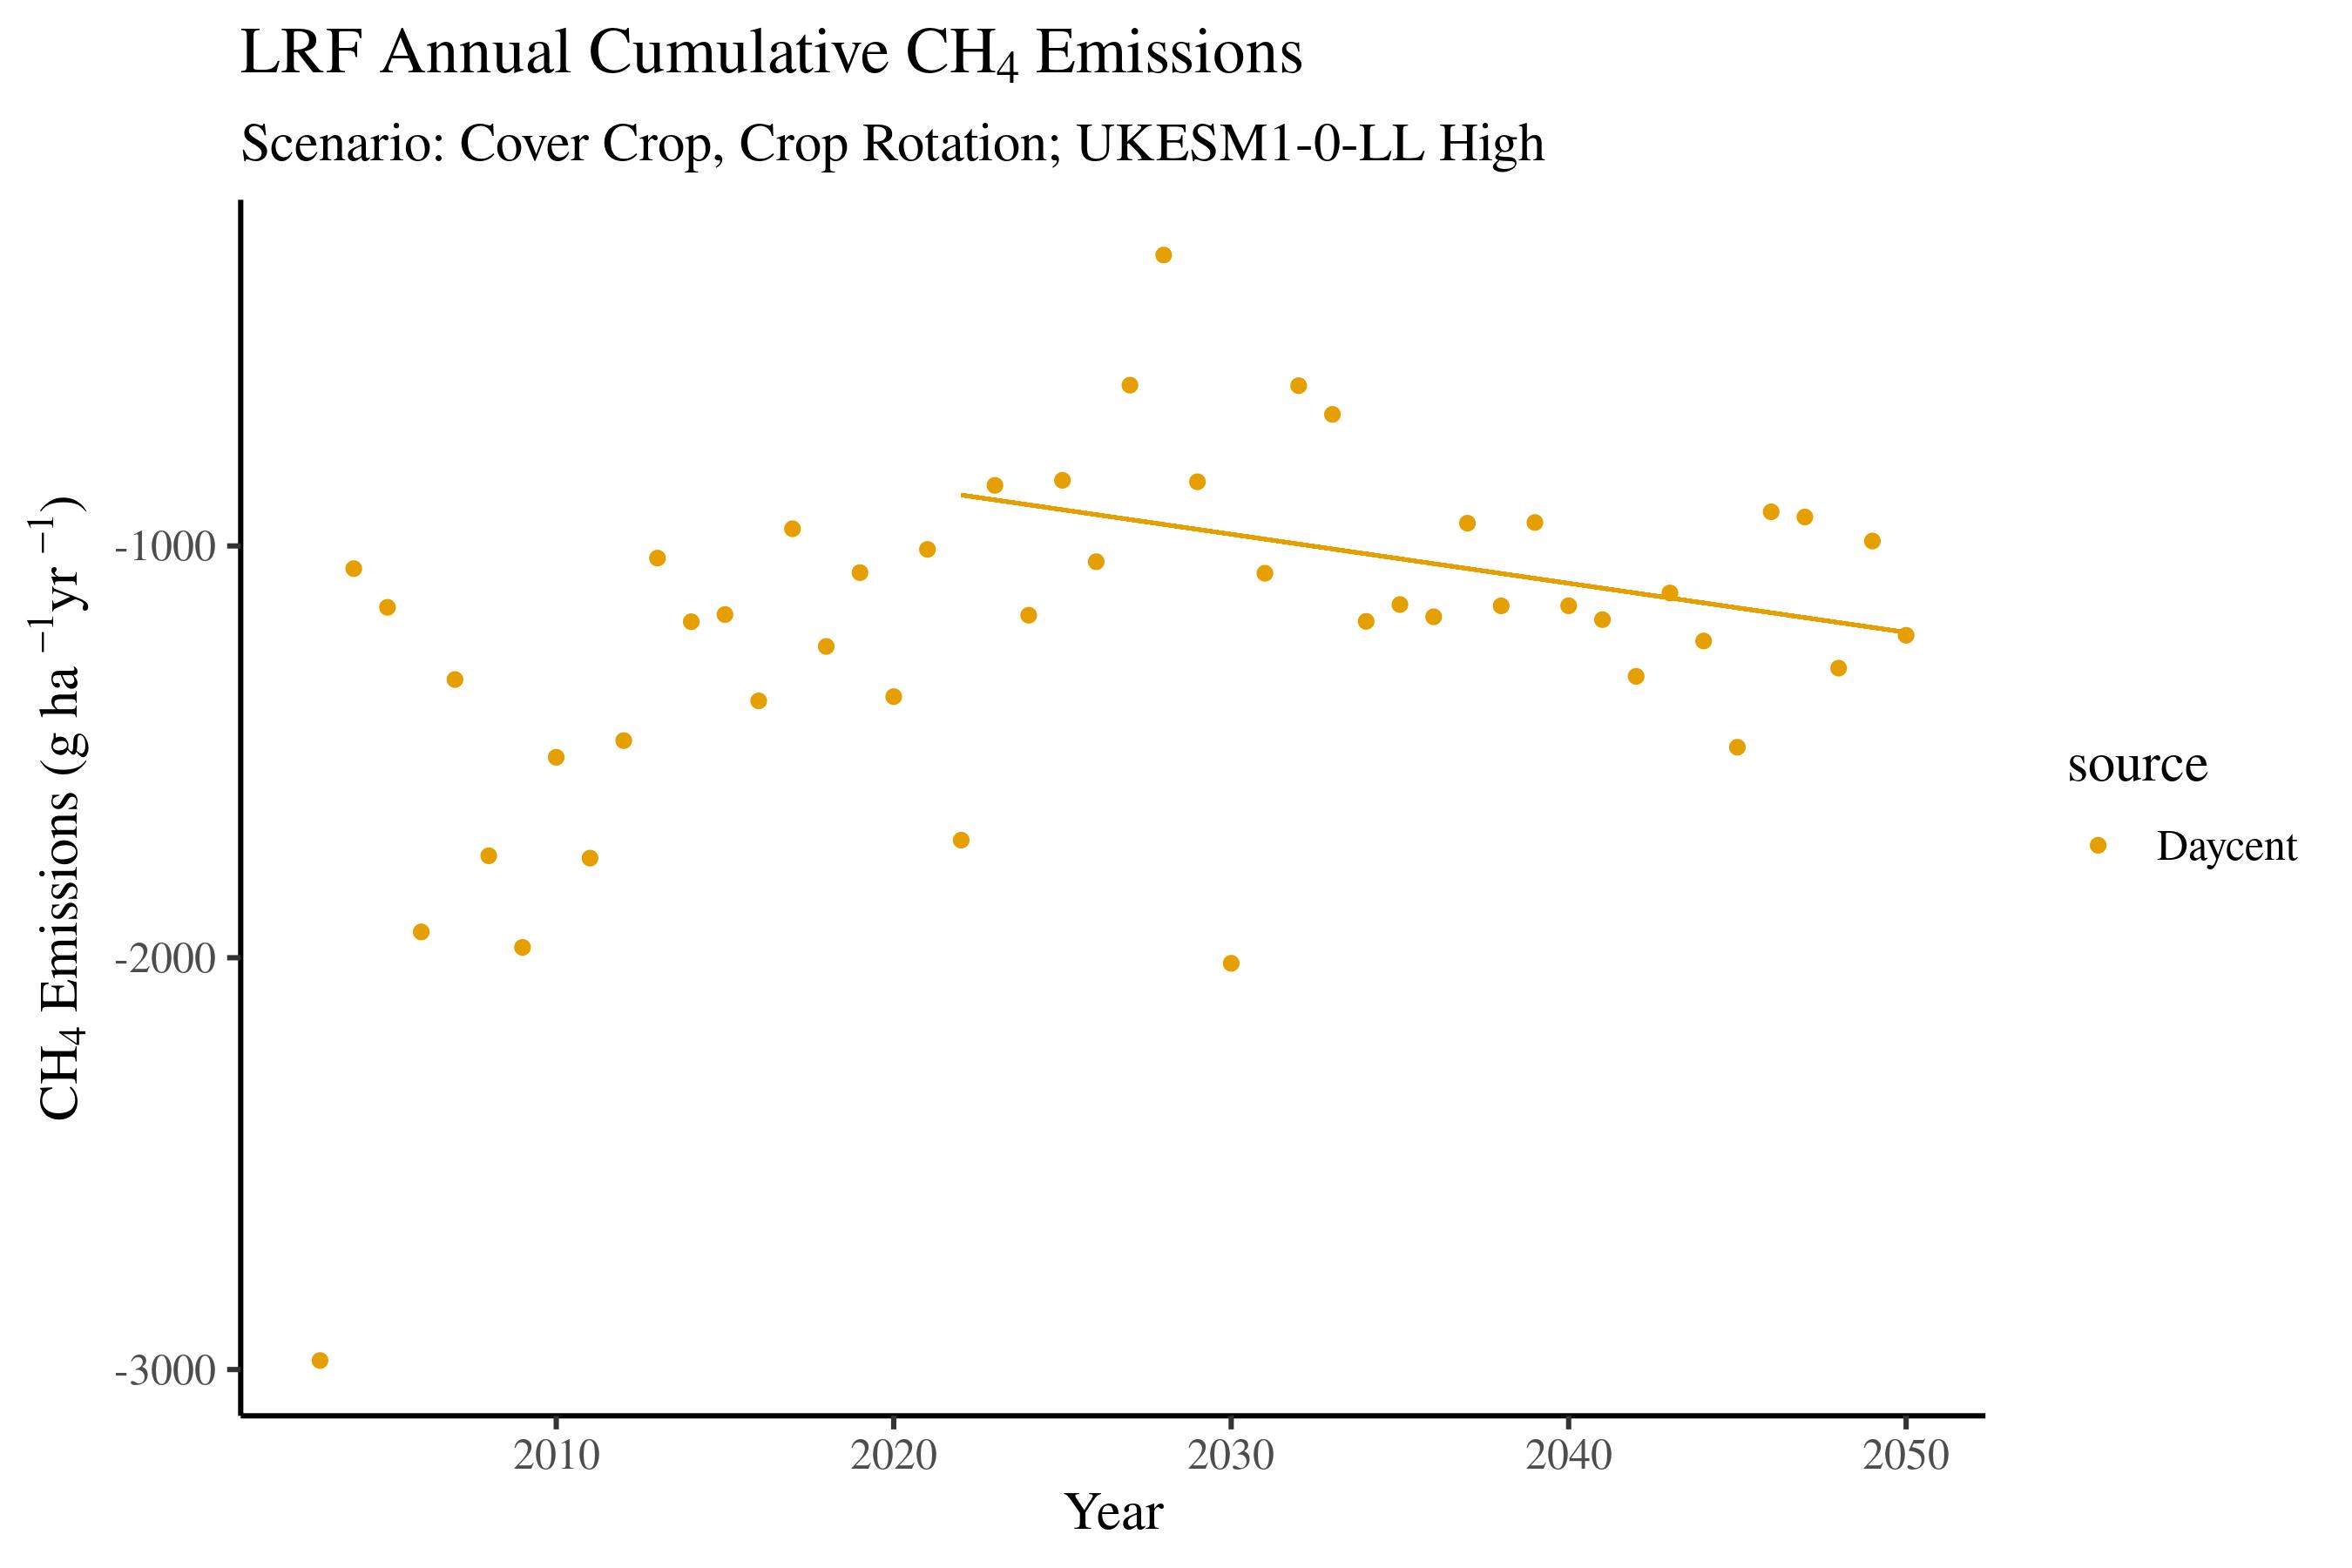 LRF Annual Cumulative CH₄ Emissions
Scenario: Cover Crop, Crop Rotation; UKESM1-0-LL High
CH₄ Emissions (g ha ⁻¹yr ⁻¹)
-1000
-2000
-3000
2010 2020 2030 2040 2050
Year
source
Daycent